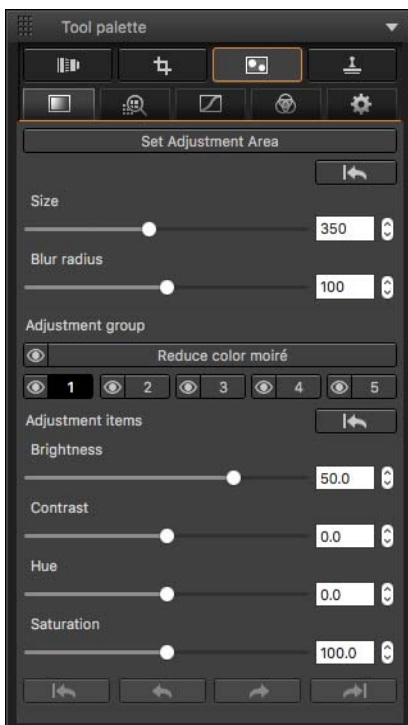 Tool palette
Set Adjustment Area
Size
350
Blur radius
100
Adjustment group
Reduce color moiré
1 2 3 4 5
Adjustment items
Brightness
50.0
Contrast
0.0
Hue
0.0
Saturation
100.0